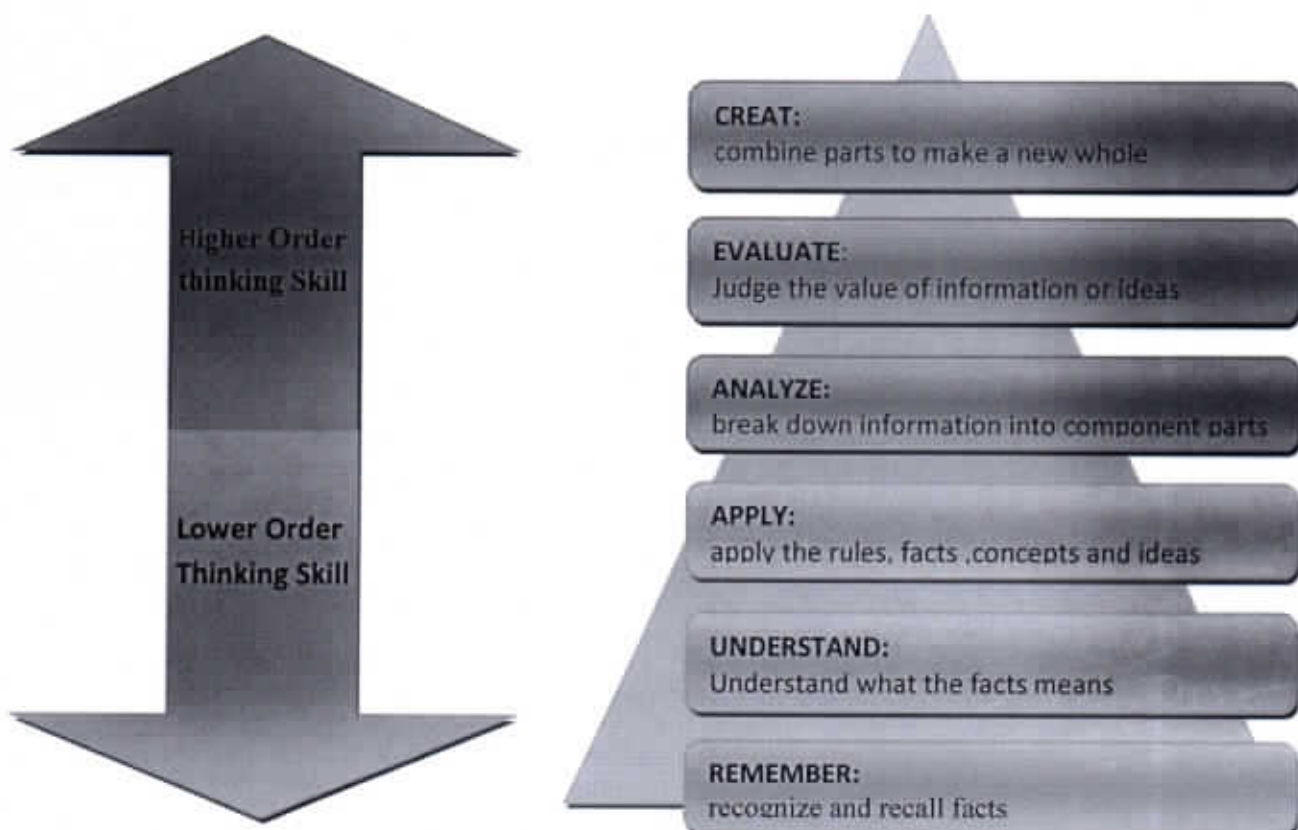 Higher Order
thinking Skill
Lower Order
Thinking Skill
CREAT:
combine parts to make a new whole
EVALUATE:
Judge the value of information or ideas
ANALYZE:
break down information into component parts
APPLY:
apply the rules, facts ,concepts and ideas
UNDERSTAND:
Understand what the facts means
REMEMBER:
recognize and recall facts